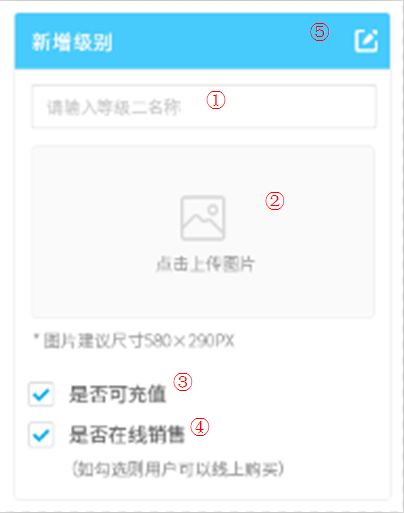 新增级别 ⑤
请输入等级二名称 ①
②
点击上传图片
* 图片建议尺寸580×290PX
是否可充值 ③
是否在线销售 ④
(如勾选则用户可以线上购买)